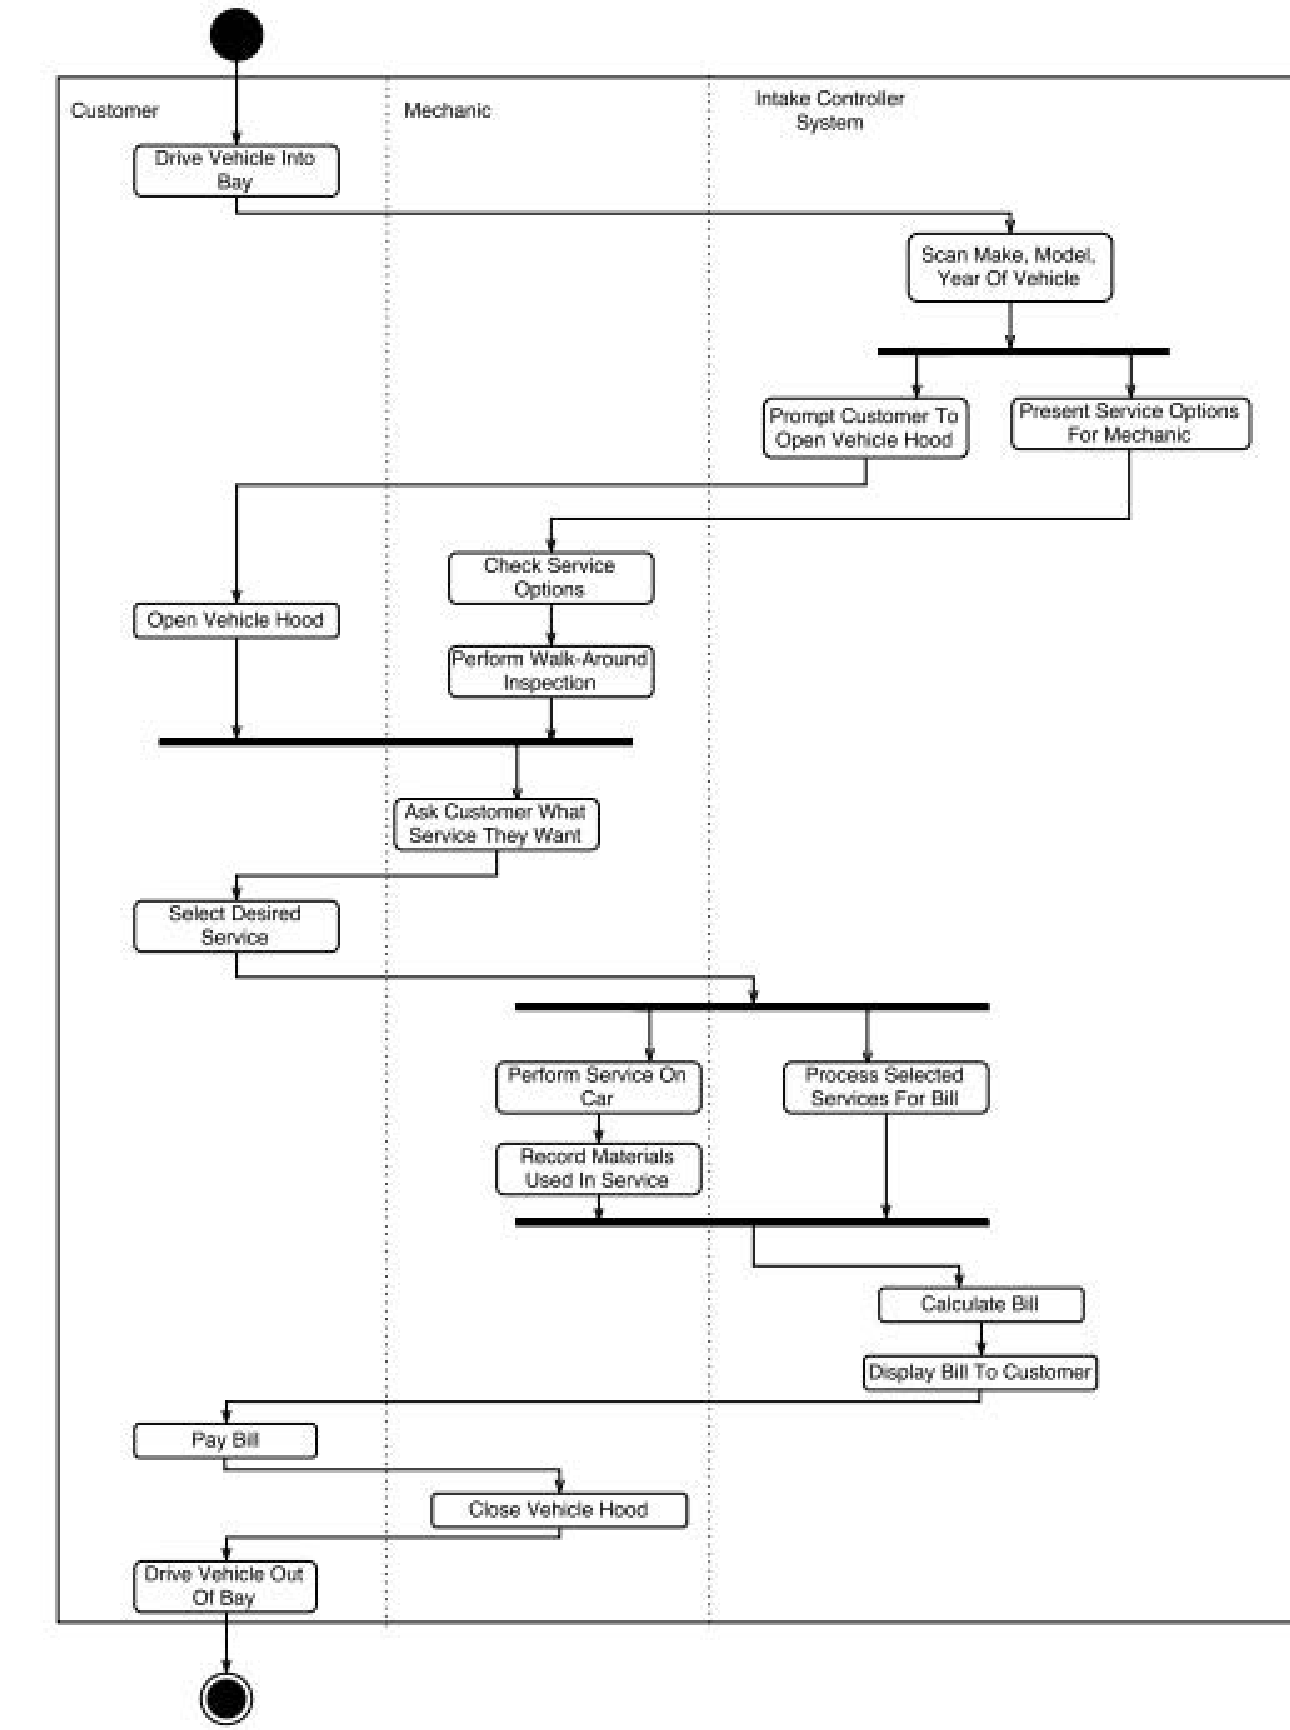 Customer
Mechanic
Intake Controller
System
Drive Vehicle Into
Bay
Scan Make, Model,
Year Of Vehicle
Prompt Customer To
Open Vehicle Hood
Present Service Options
For Mechanic
Check Service
Options
Open Vehicle Hood
Perform Walk-Around
Inspection
Ask Customer What
Service They Want
Select Desired
Service
Perform Service On
Car
Process Selected
Services For Bill
Record Materials
Used In Service
Calculate Bill
Display Bill To Customer
Pay Bill
Close Vehicle Hood
Drive Vehicle Out
Of Bay